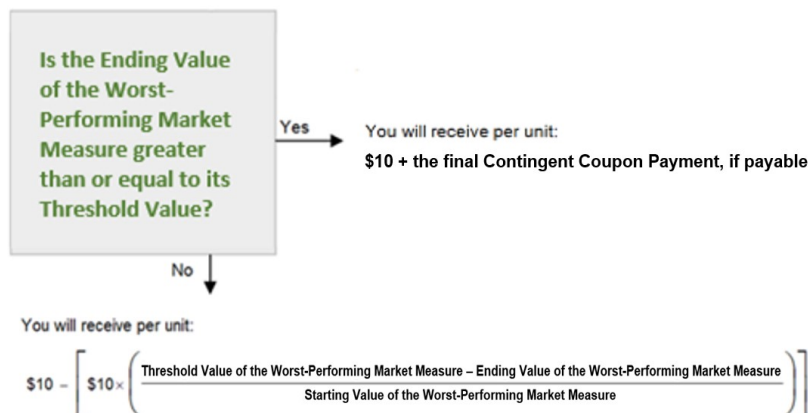 Is the Ending Value
of the Worst-
Performing Market
Measure greater
than or equal to its
Threshold Value?
Yes
You will receive per unit:
$10 + the final Contingent Coupon Payment, if payable
No
You will receive per unit:
$10 – [ $10× ( Threshold Value of the Worst-Performing Market Measure – Ending Value of the Worst-Performing Market Measure
Starting Value of the Worst-Performing Market Measure ) ]